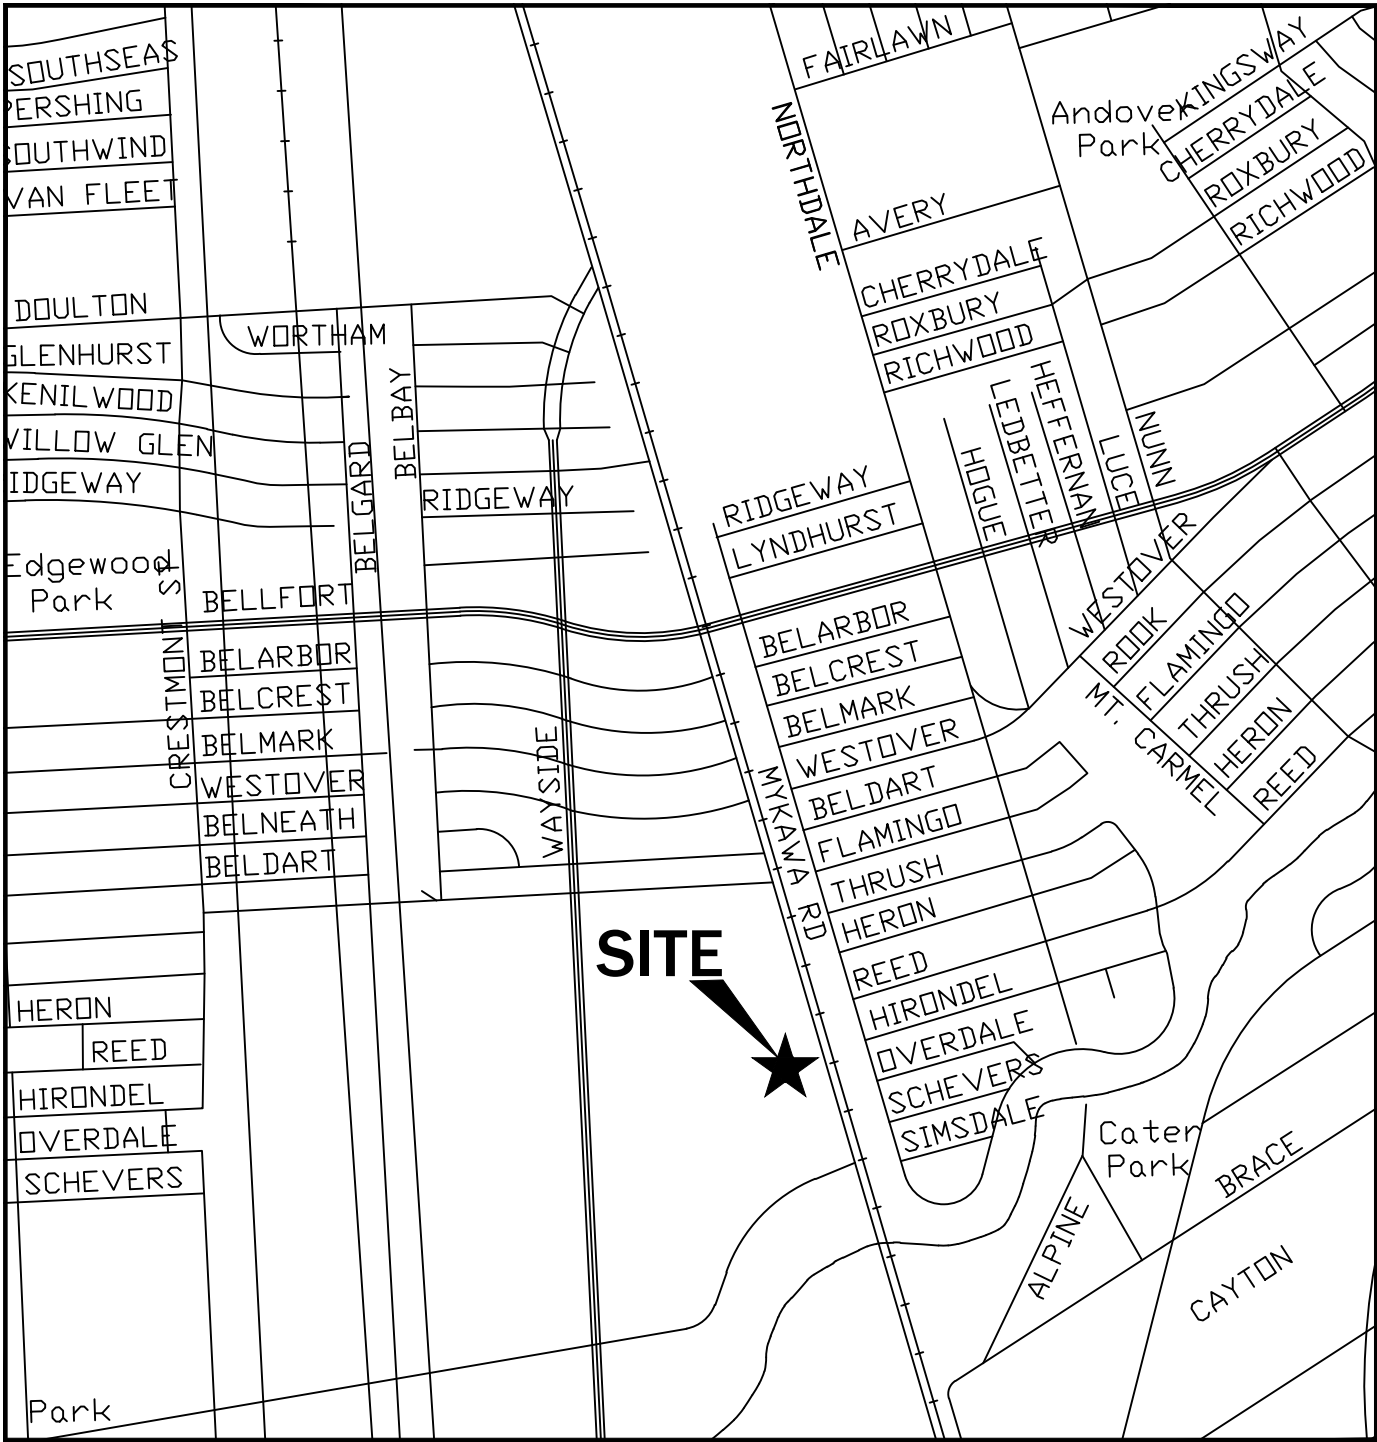 SOUTHSEAS
PERSHING
SOUTHWIND
VAN FLEET
DOULTON
GLENHURST
KENILWOOD
WILLOW GLEN
RIDGEWAY
Edgewood
Park
WORTHAM
BELBAY
BELGARD
RIDGEWAY
CRESTMONT ST
BELLFORT
BELARBOR
BELCREST
BELMARK
WESTOVER
BELNEATH
BELDART
WAYSIDE
HERON
REED
HIRONDEL
OVERDALE
SCHEVERS
Park
SITE
FAIRLAWN
NORTHDALE
AVERY
CHERRYDALE
ROXBURY
RICHWOOD
Andover
Park
KINGSWAY
CHERRYDALE
ROXBURY
RICHWOOD
HOGUE
LEDBETTER
HEFFERNAN
LUCE
NUNN
RIDGEWAY
LYNDHURST
BELARBOR
BELCREST
BELMARK
WESTOVER
BELDART
FLAMINGO
THRUSH
HERON
REED
HIRONDEL
OVERDALE
SCHEVERS
SIMSDALE
MYKAWA RD
WESTOVER
ROOK
FLAMINGO
THRUSH
HERON
REED
MT. CARMEL
Cater
Park
ALPINE
BRACE
CAYTON